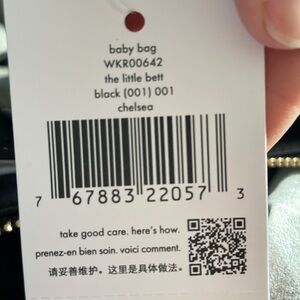 baby bag
WKR00642
the little bett
black (001) 001
chelsea
7 67883 22057 3
take good care. here's how.
prenez-en bien soin. voici comment.
请妥善维护。这里是具体做法。